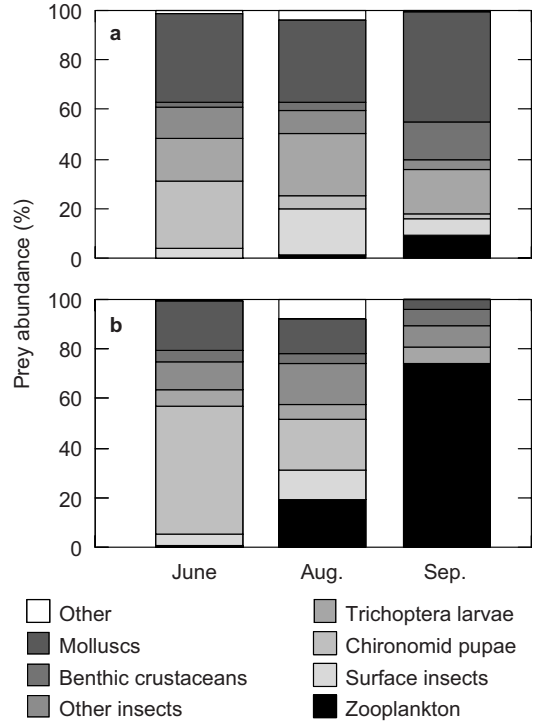 100
a
80
60
40
20
0
100
b
80
60
40
20
0
Prey abundance (%)
June Aug. Sep.
Other
Molluscs
Benthic crustaceans
Other insects
Trichoptera larvae
Chironomid pupae
Surface insects
Zooplankton